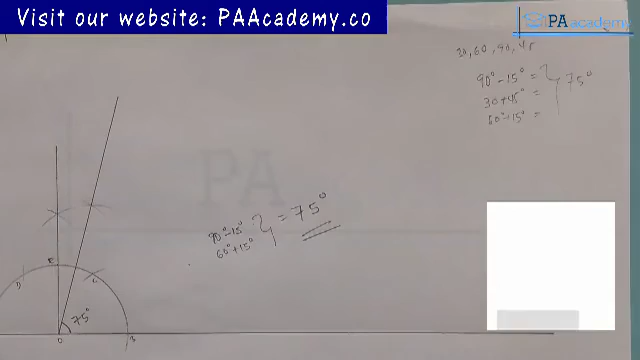 Visit our website: PAAcademy.co
PA academy
30, 60, 90, 45
90° - 15° =
30 + 45° =
60° + 15° =
75°
90° - 15°
60° + 15°
= 75°
PA
E
D
C
75°
O
B